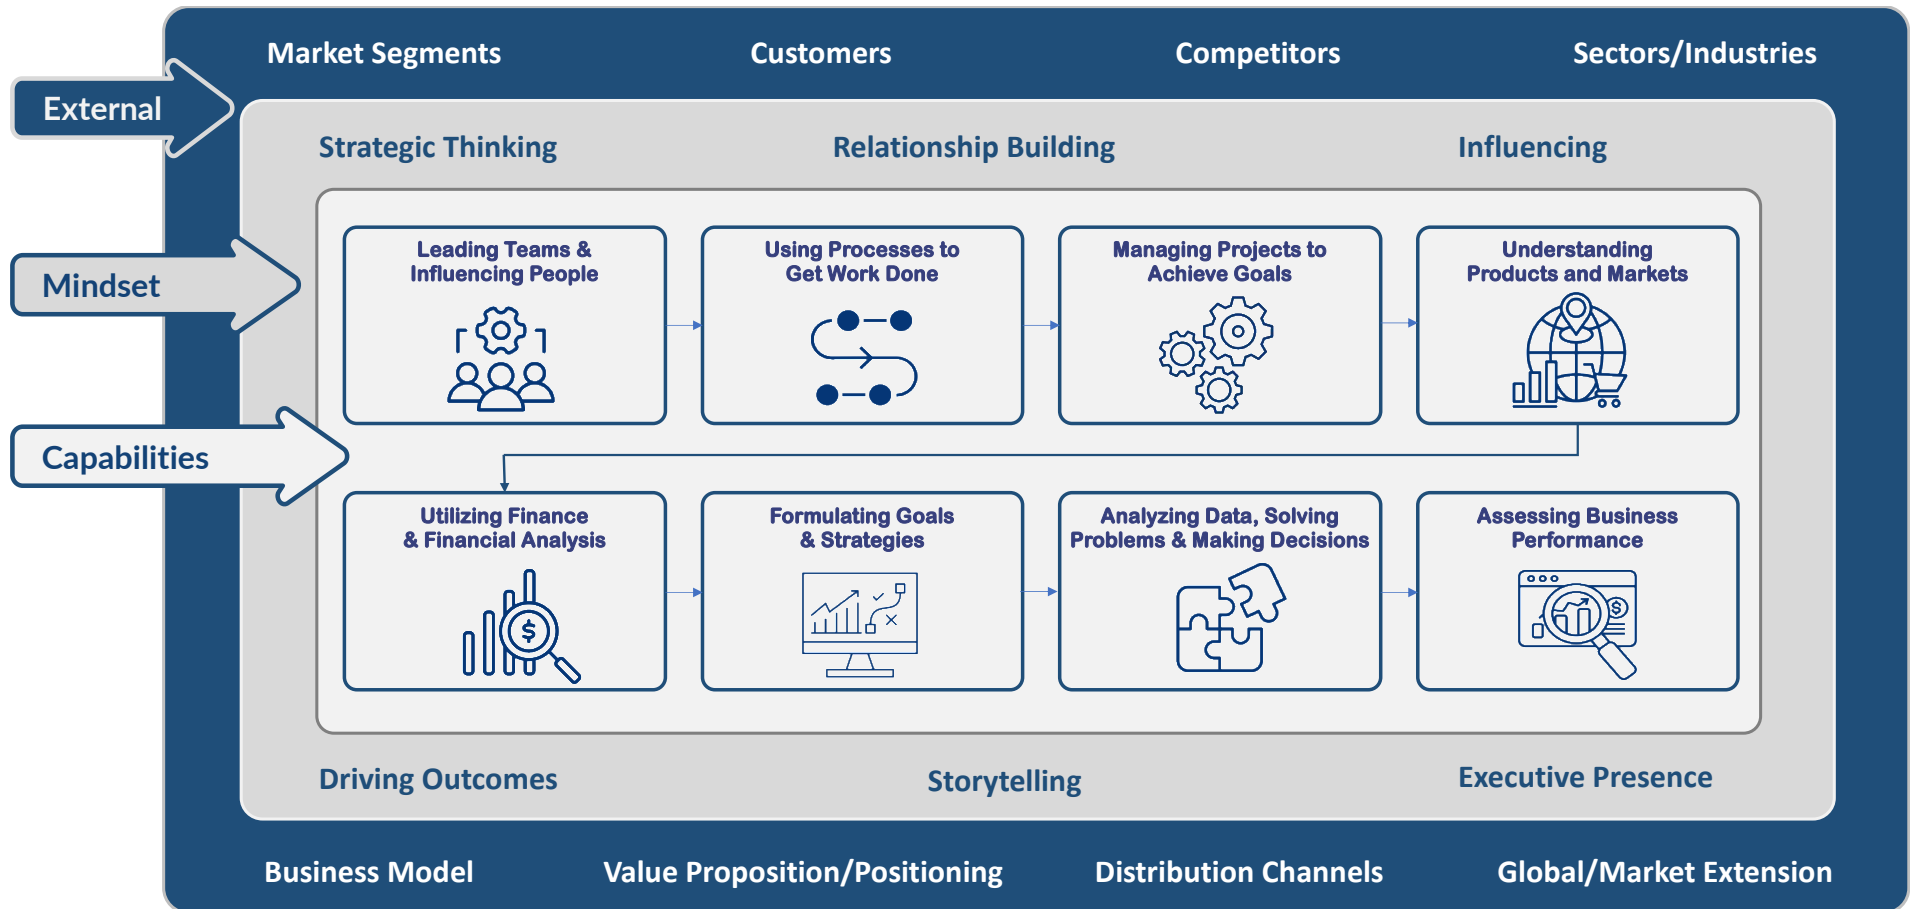 Market Segments
Customers
Competitors
Sectors/Industries
External
Strategic Thinking
Relationship Building
Influencing
Mindset
Leading Teams &
Influencing People
Using Processes to
Get Work Done
Managing Projects to
Achieve Goals
Understanding
Products and Markets
Capabilities
Utilizing Finance
& Financial Analysis
$
Formulating Goals
& Strategies
Analyzing Data, Solving
Problems & Making Decisions
Assessing Business
Performance
$
Driving Outcomes
Storytelling
Executive Presence
Business Model
Value Proposition/Positioning
Distribution Channels
Global/Market Extension